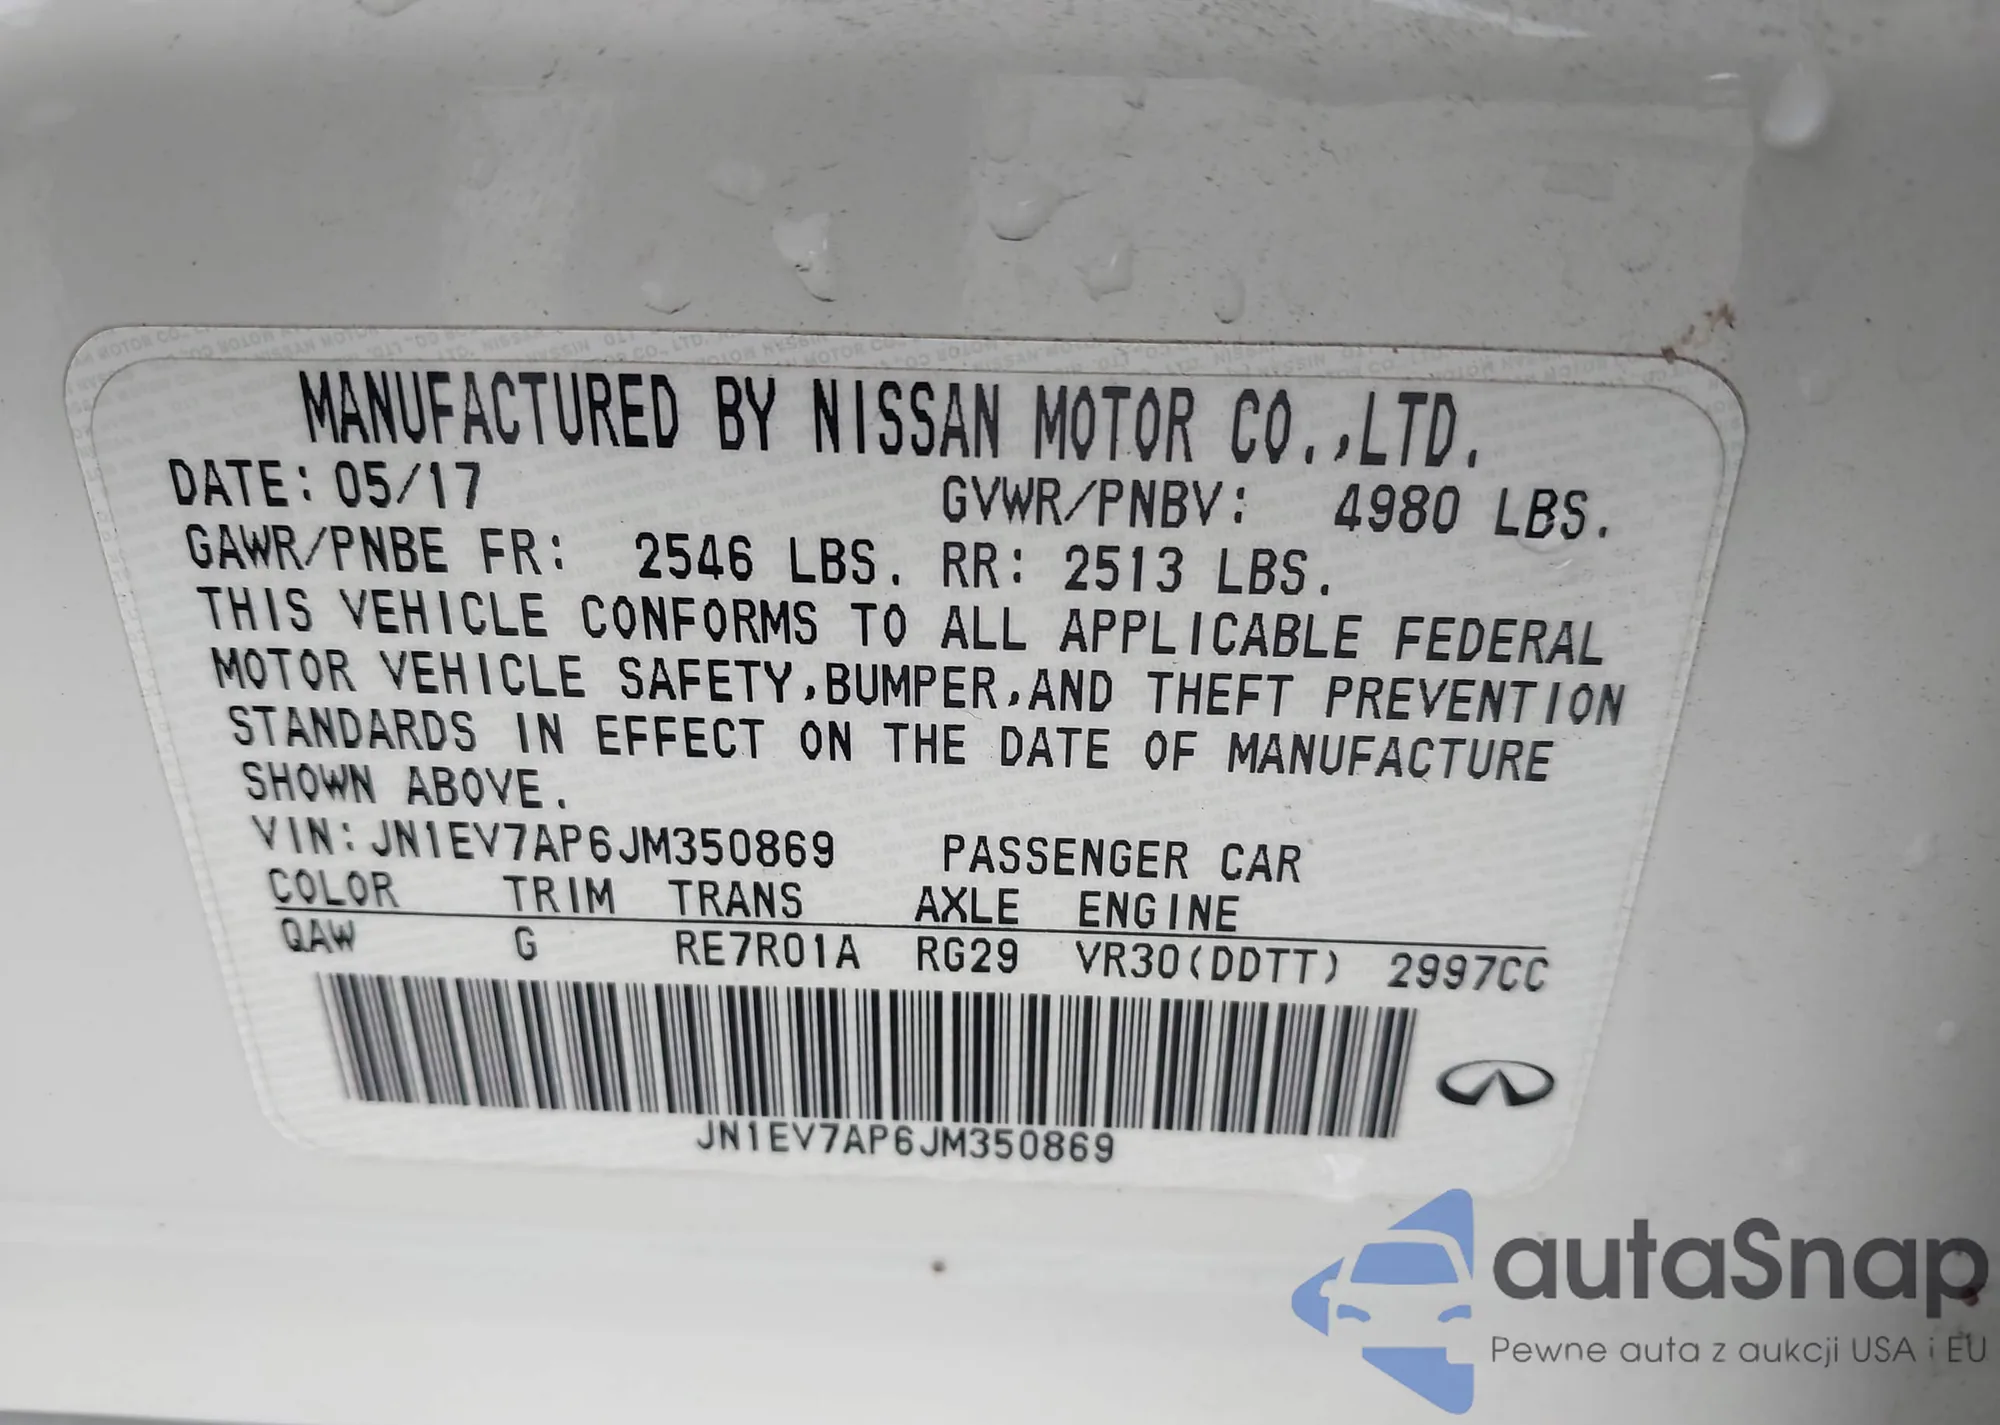 MANUFACTURED BY NISSAN MOTOR CO.,LTD.
DATE: 05/17 GVWR/PNBV: 4980 LBS.
GAWR/PNBE FR: 2546 LBS. RR: 2513 LBS.
THIS VEHICLE CONFORMS TO ALL APPLICABLE FEDERAL
MOTOR VEHICLE SAFETY,BUMPER,AND THEFT PREVENTION
STANDARDS IN EFFECT ON THE DATE OF MANUFACTURE
SHOWN ABOVE.
VIN:JN1EV7AP6JM350869 PASSENGER CAR
COLOR TRIM TRANS AXLE ENGINE
QAW G RE7R01A RG29 VR30(DDTT) 2997CC
JN1EV7AP6JM350869
autaSnap
Pewne auta z aukcji USA i EU